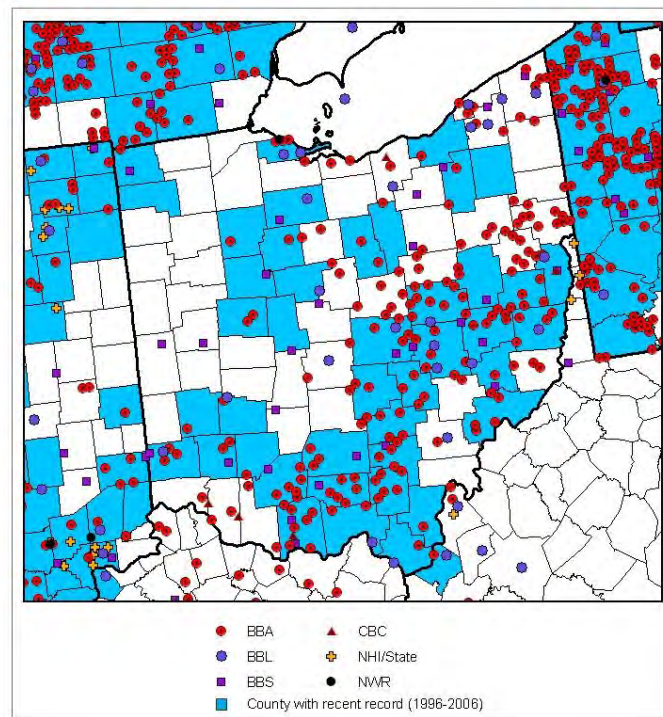 BBA CBC
BBL NHI/State
BBS NWR
County with recent record (1996-2006)